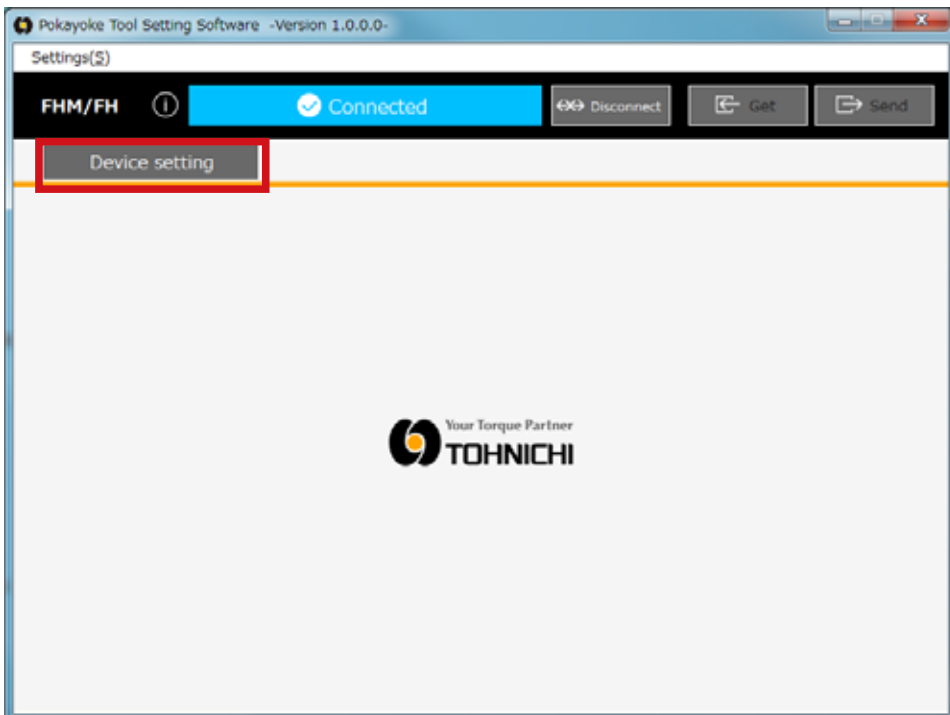 Pokayoke Tool Setting Software -Version 1.0.0.0-
Settings(S)
FHM/FH Connected Disconnect Get Send
Device setting
Your Torque Partner
TOHNICHI